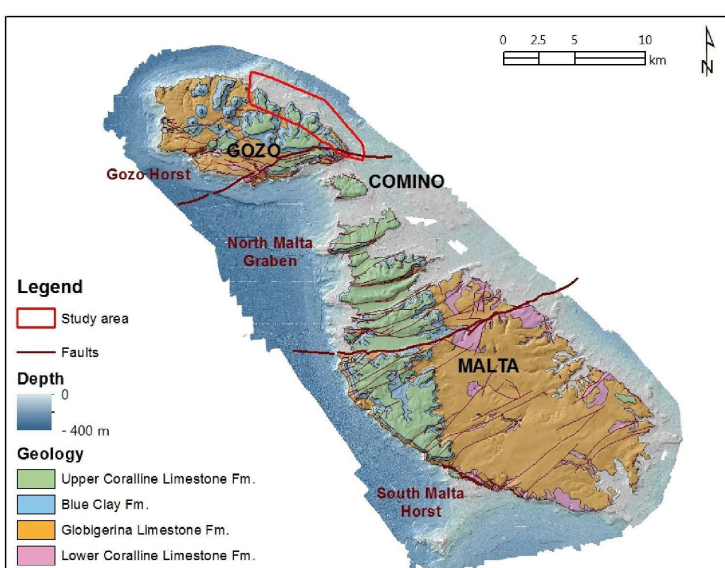 0 2.5 5 10
km
N
GOZO
Gozo Horst
COMINO
North Malta
Graben
MALTA
South Malta
Horst
Legend
Study area
Faults
Depth
0
- 400 m
Geology
Upper Coralline Limestone Fm.
Blue Clay Fm.
Globigerina Limestone Fm.
Lower Coralline Limestone Fm.